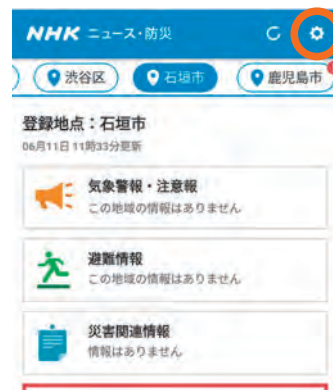 NHK ニュース・防災
渋谷区 石垣市 鹿児島市
登録地点:石垣市
06月11日 11時33分更新
気象警報・注意報
この地域の情報はありません
避難情報
この地域の情報はありません
災害関連情報
情報はありません